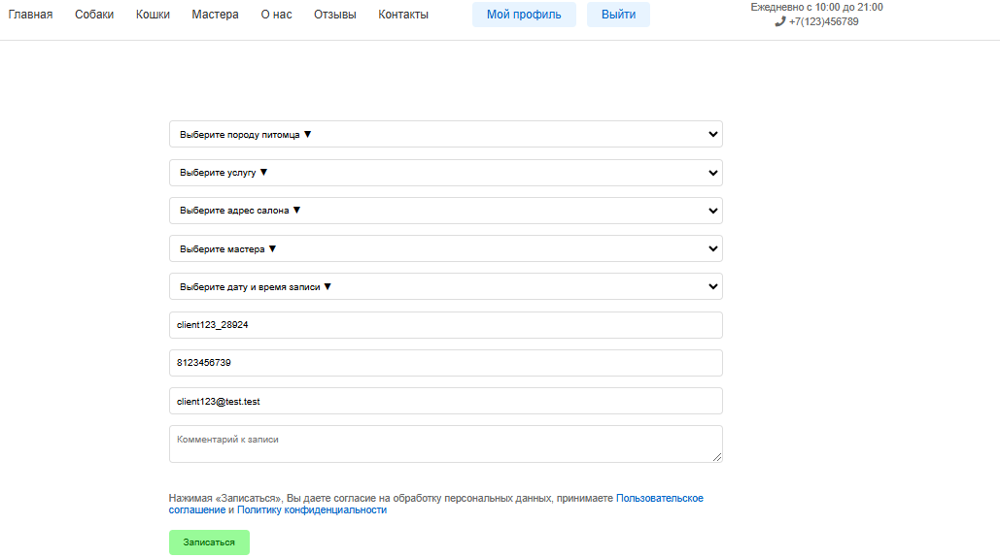 Главная Собаки Кошки Мастера О нас Отзывы Контакты Мой профиль Выйти Ежедневно с 10:00 до 21:00
+7(123)456789
Выберите породу питомца ▼
Выберите услугу ▼
Выберите адрес салона ▼
Выберите мастера ▼
Выберите дату и время записи ▼
client123_28924
8123456739
client123@test.test
Комментарий к записи
Нажимая «Записаться», Вы даете согласие на обработку персональных данных, принимаете Пользовательское
соглашение и Политику конфиденциальности
Записаться